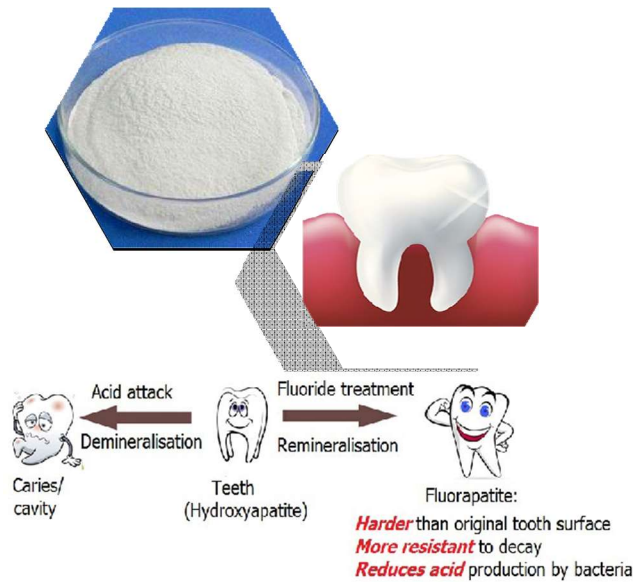 Acid attack
Demineralisation
Fluoride treatment
Remineralisation
Caries/
cavity
Teeth
(Hydroxyapatite)
Fluorapatite:
Harder than original tooth surface
More resistant to decay
Reduces acid production by bacteria